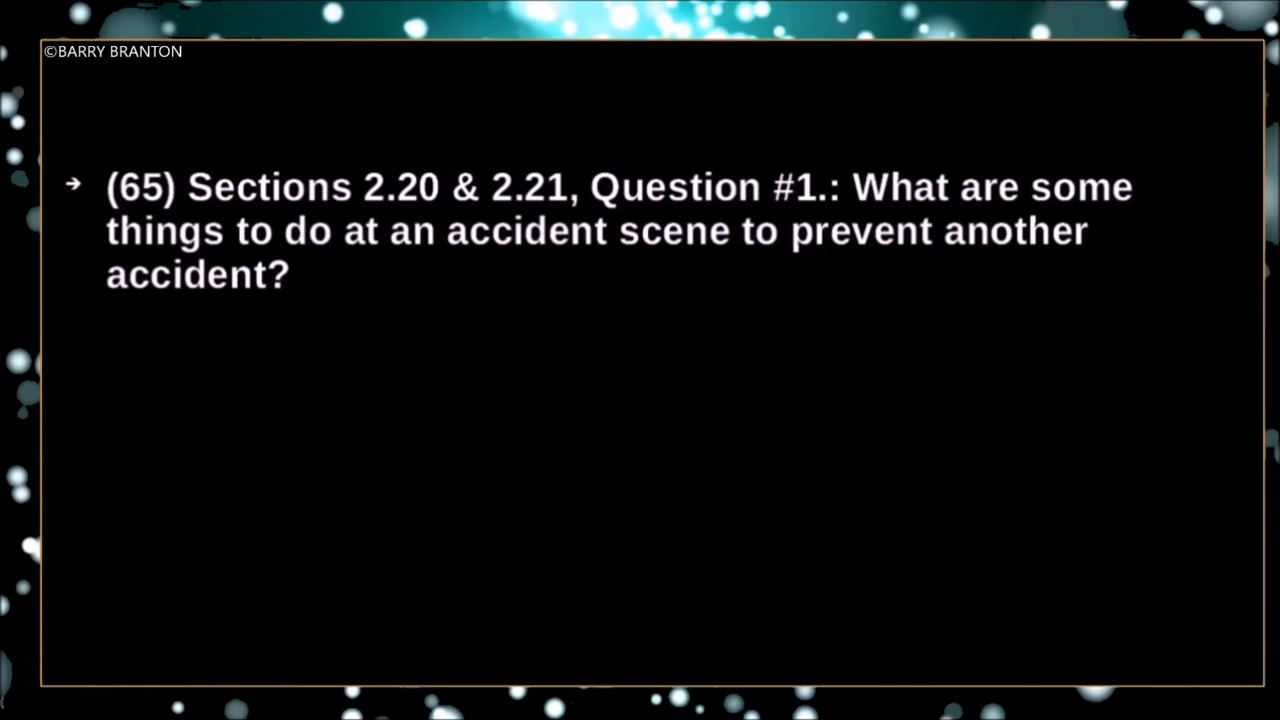 ©BARRY BRANTON
➔ (65) Sections 2.20 & 2.21, Question #1.: What are some
things to do at an accident scene to prevent another
accident?